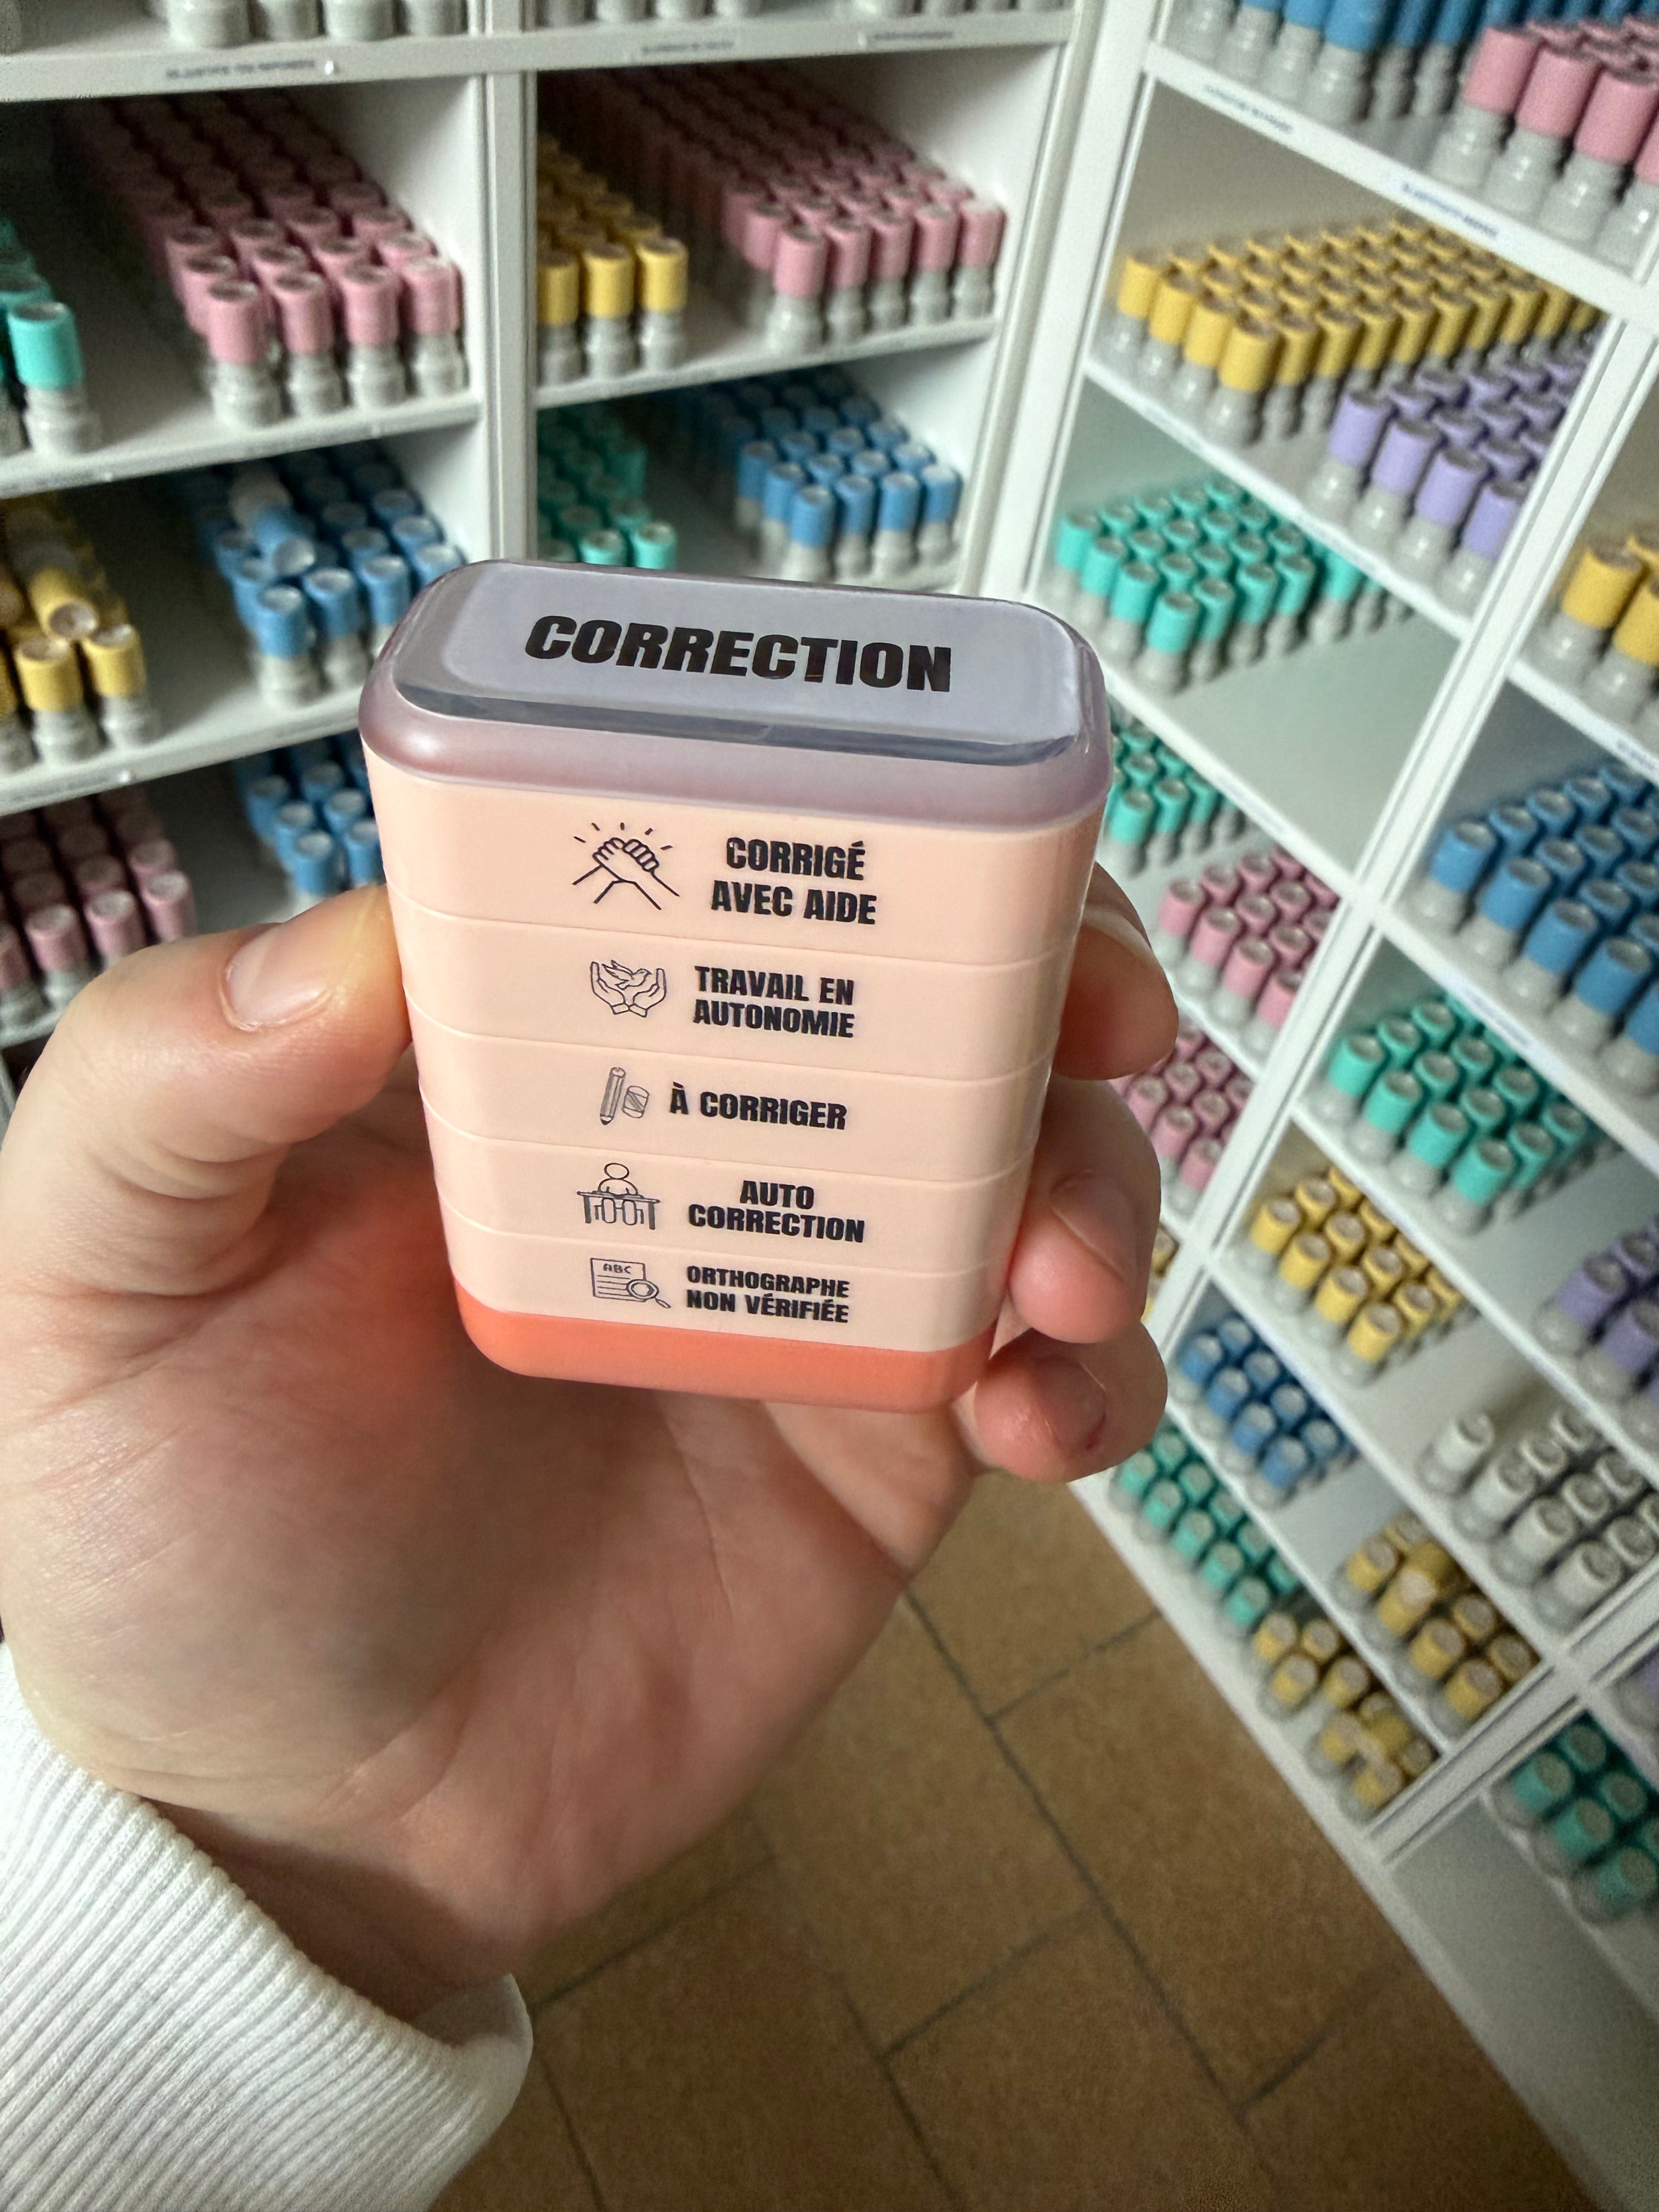 CORRECTION
CORRIGÉ
AVEC AIDE
TRAVAIL EN
AUTONOMIE
À CORRIGER
AUTO
CORRECTION
ABC
ORTHOGRAPHE
NON VÉRIFIÉE